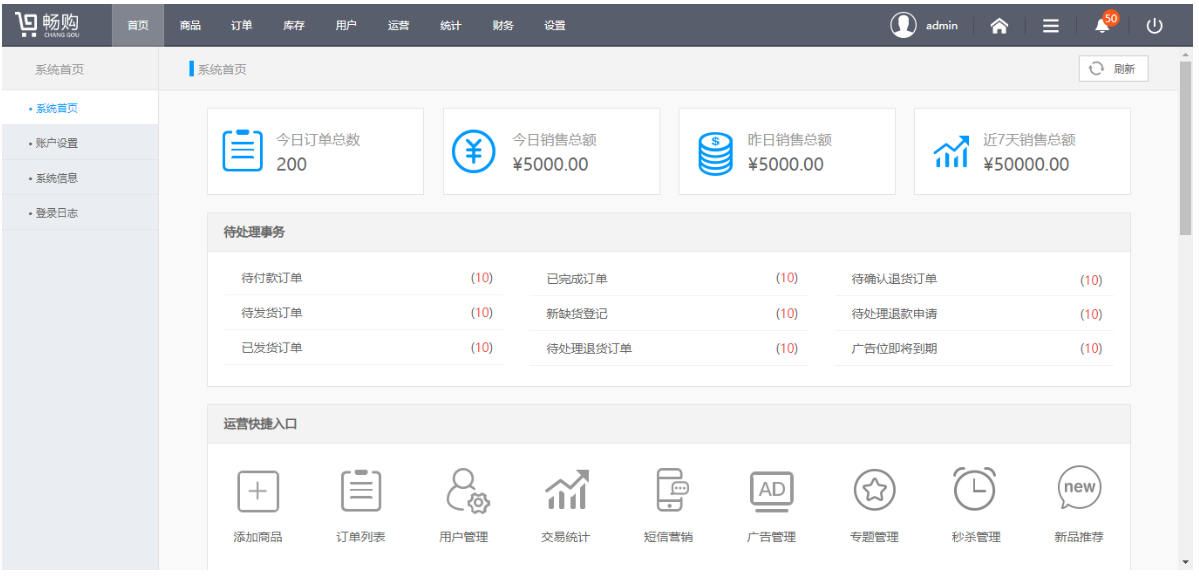 畅购 首页 商品 订单 库存 用户 运营 统计 财务 设置 admin 50
CHANG GOU
系统首页 系统首页 刷新
• 系统首页
• 账户设置
• 系统信息
• 登录日志
今日订单总数 今日销售总额 昨日销售总额 近7天销售总额
200 ¥5000.00 ¥5000.00 ¥50000.00
待处理事务
待付款订单 (10) 已完成订单 (10) 待确认退货订单 (10)
待发货订单 (10) 新缺货登记 (10) 待处理退款申请 (10)
已发货订单 (10) 待处理退货订单 (10) 广告位即将到期 (10)
运营快捷入口
AD new
添加商品 订单列表 用户管理 交易统计 短信营销 广告管理 专题管理 秒杀管理 新品推荐